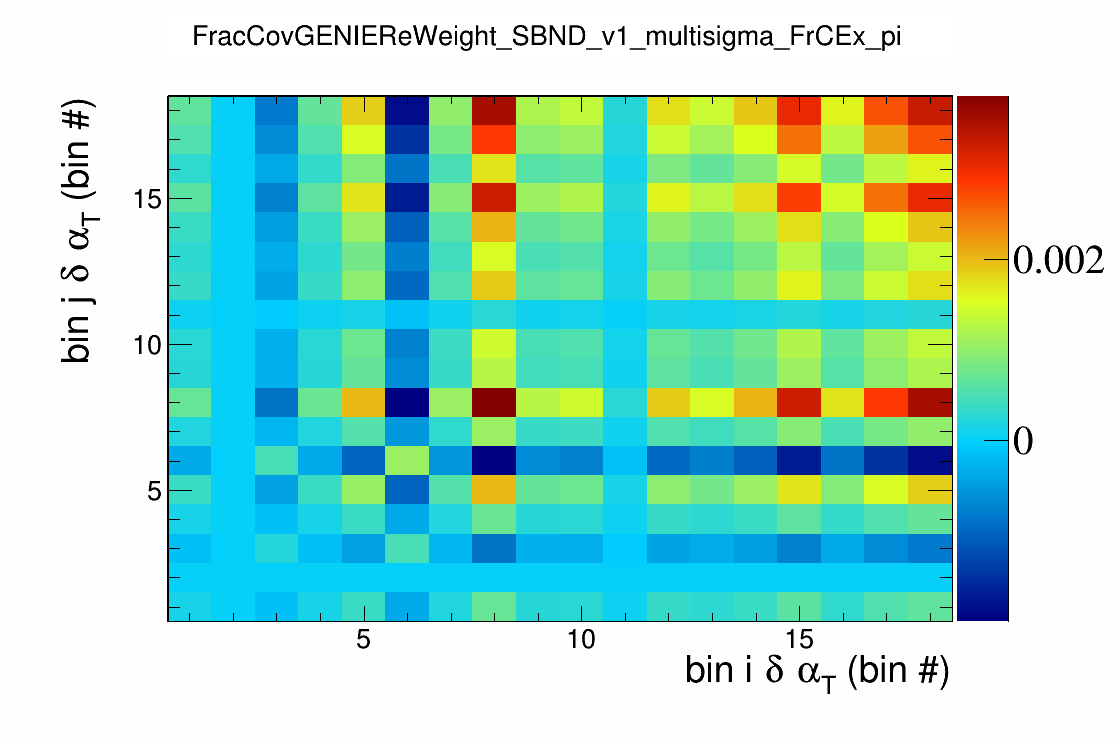 FracCovGENIEReWeight_SBND_v1_multisigma_FrCEx_pi
bin j δ α_T (bin #)
15
10
5
5
10
15
bin i δ α_T (bin #)
0.002
0